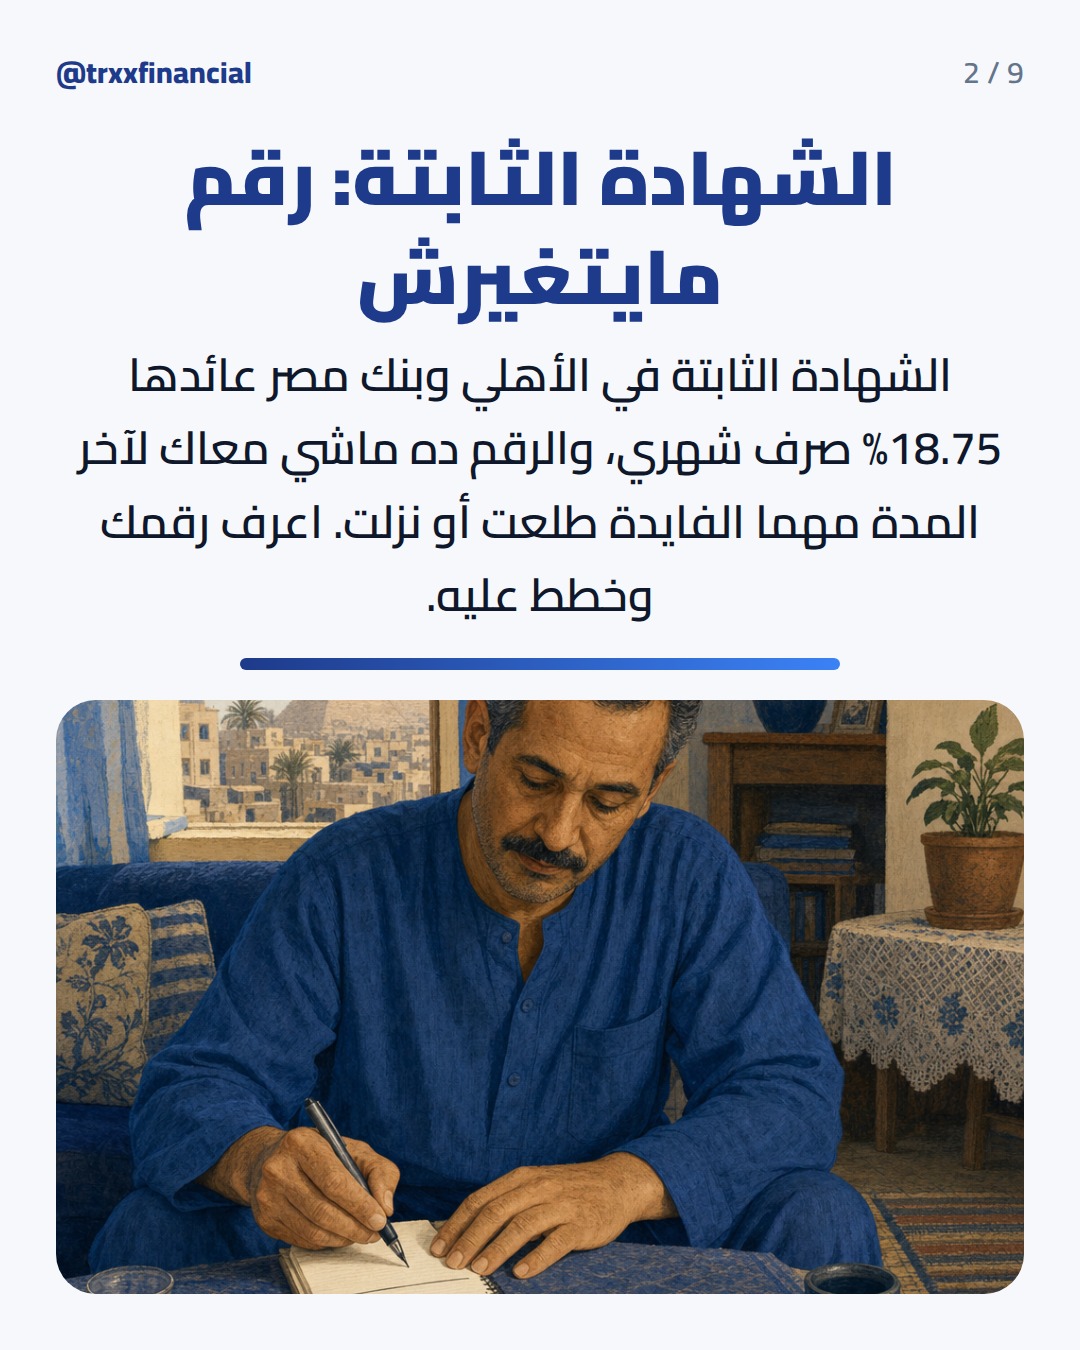 @trxxfinancial
2 / 9
الشهادة الثابتة: رقم
مايتغيرش
الشهادة الثابتة في الأهلي وبنك مصر عائدها
18.75% صرف شهري، والرقم ده ماشي معاك لآخر
المدة مهما الفايدة طلعت أو نزلت. اعرف رقمك
وخطط عليه.